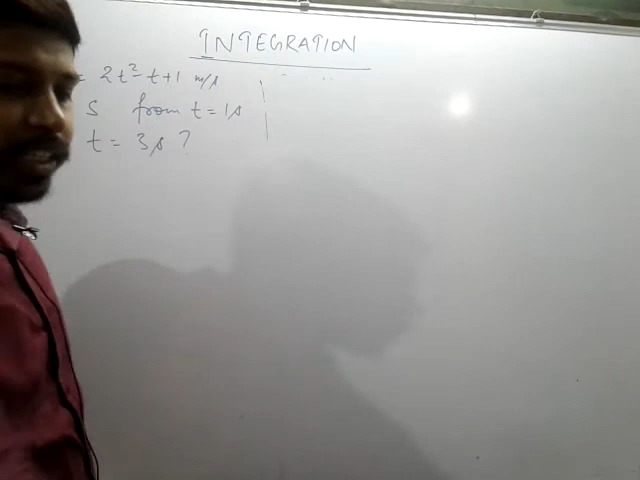 INTEGRATION
= 2t²-t+1 m/s
S from t = 1s
t = 3s ?